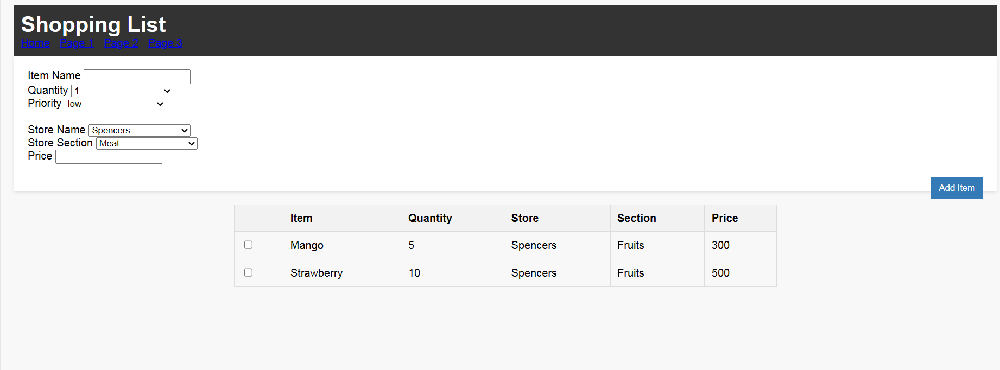 Shopping List
Home Page 1 Page 2 Page 3
Item Name
Quantity 1
Priority low
Store Name Spencers
Store Section Meat
Price
Add Item
Item Quantity Store Section Price
Mango 5 Spencers Fruits 300
Strawberry 10 Spencers Fruits 500